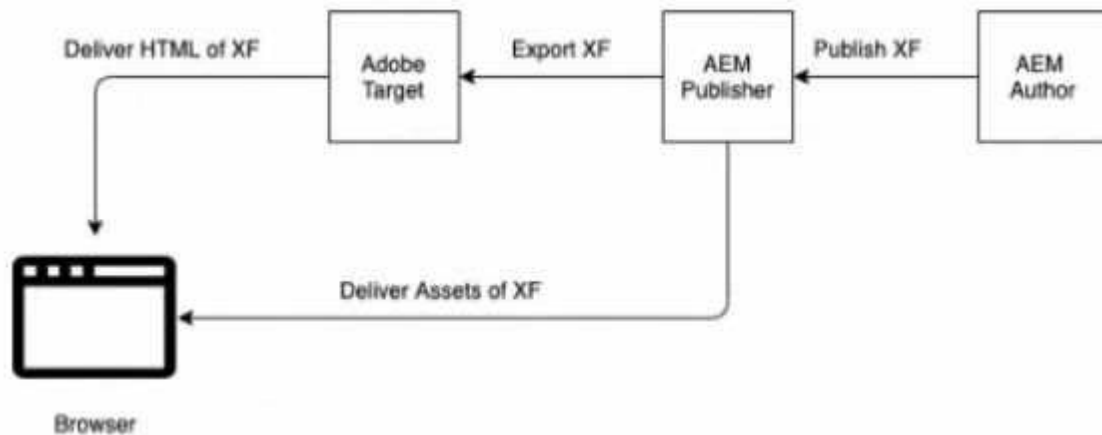 Deliver HTML of XF
Adobe
Target
Export XF
AEM
Publisher
Publish XF
AEM
Author
Deliver Assets of XF
Browser